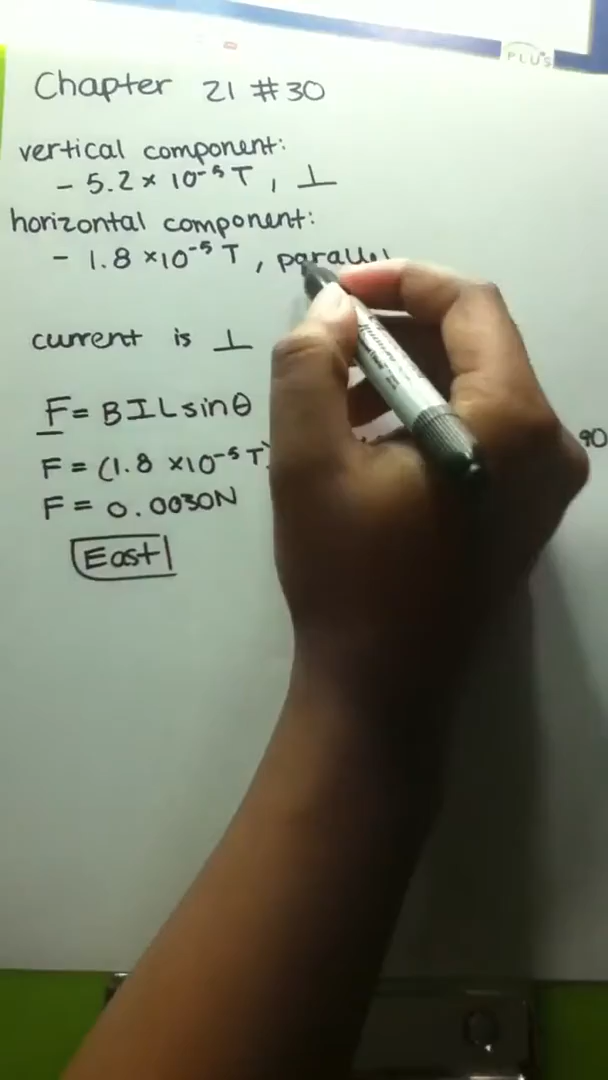 PLUS
Chapter 21 #30
vertical component:
- 5.2 × 10⁻⁵ T, ⊥
horizontal component:
- 1.8 × 10⁻⁵ T, parallel
current is ⊥
F = BILsinθ
F = (1.8 × 10⁻⁵ T)
90
F = 0.0030N
East